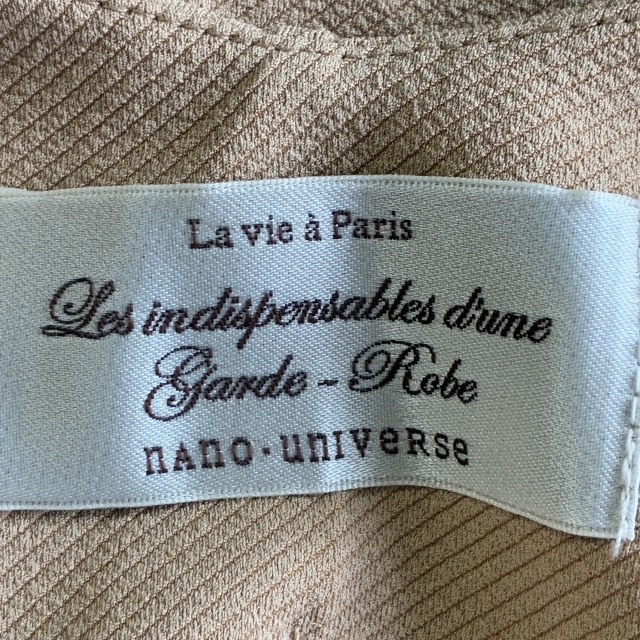 La vie à Paris
Les indispensables d'une
Garde - Robe
nAno·universe